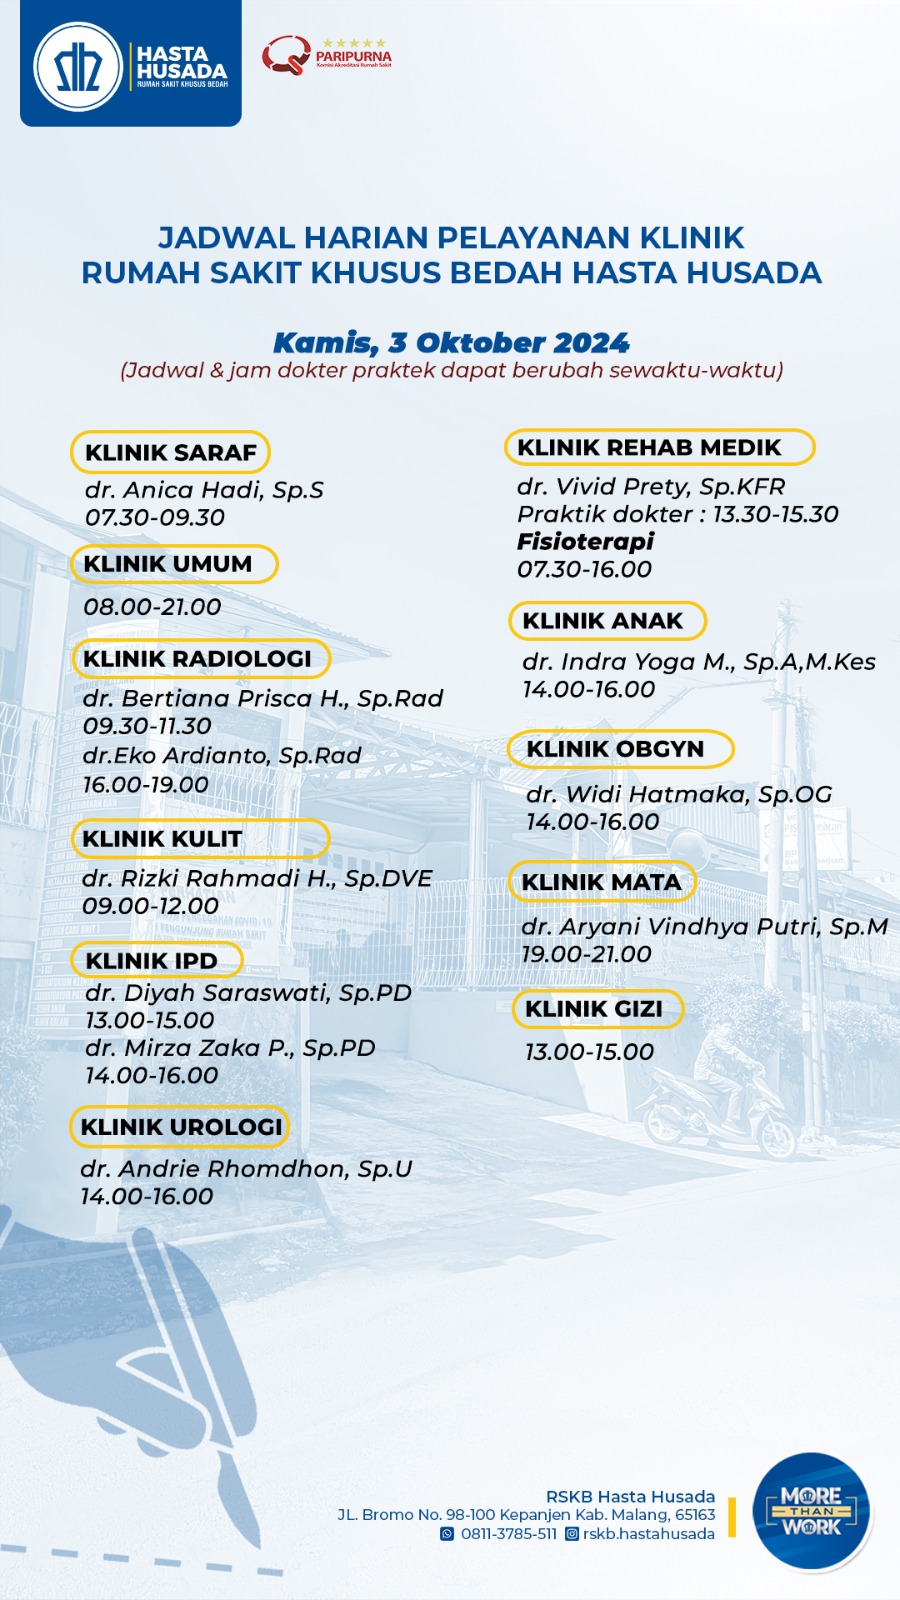 HASTA
HUSADA
RUMAH SAKIT KHUSUS BEDAH
PARIPURNA
Komisi Akreditasi Rumah Sakit
JADWAL HARIAN PELAYANAN KLINIK
RUMAH SAKIT KHUSUS BEDAH HASTA HUSADA
Kamis, 3 Oktober 2024
(Jadwal & jam dokter praktek dapat berubah sewaktu-waktu)
KLINIK SARAF
dr. Anica Hadi, Sp.S
07.30-09.30
KLINIK UMUM
08.00-21.00
KLINIK RADIOLOGI
dr. Bertiana Prisca H., Sp.Rad
09.30-11.30
dr.Eko Ardianto, Sp.Rad
16.00-19.00
KLINIK KULIT
dr. Rizki Rahmadi H., Sp.DVE
09.00-12.00
KLINIK IPD
dr. Diyah Saraswati, Sp.PD
13.00-15.00
dr. Mirza Zaka P., Sp.PD
14.00-16.00
KLINIK UROLOGI
dr. Andrie Rhomdhon, Sp.U
14.00-16.00
KLINIK REHAB MEDIK
dr. Vivid Prety, Sp.KFR
Praktik dokter : 13.30-15.30
Fisioterapi
07.30-16.00
KLINIK ANAK
dr. Indra Yoga M., Sp.A,M.Kes
14.00-16.00
KLINIK OBGYN
dr. Widi Hatmaka, Sp.OG
14.00-16.00
KLINIK MATA
dr. Aryani Vindhya Putri, Sp.M
19.00-21.00
KLINIK GIZI
13.00-15.00
RSKB Hasta Husada
JL. Bromo No. 98-100 Kepanjen Kab. Malang, 65163
0811-3785-511 rskb.hastahusada
MORE
THAN
WORK